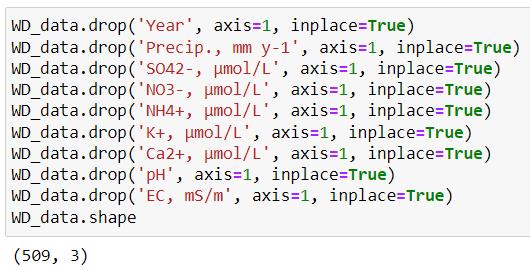 WD_data.drop('Year', axis=1, inplace=True)
WD_data.drop('Precip., mm y-1', axis=1, inplace=True)
WD_data.drop('SO42-, μmol/L', axis=1, inplace=True)
WD_data.drop('NO3-, μmol/L', axis=1, inplace=True)
WD_data.drop('NH4+, μmol/L', axis=1, inplace=True)
WD_data.drop('K+, μmol/L', axis=1, inplace=True)
WD_data.drop('Ca2+, μmol/L', axis=1, inplace=True)
WD_data.drop('pH', axis=1, inplace=True)
WD_data.drop('EC, mS/m', axis=1, inplace=True)
WD_data.shape
(509, 3)